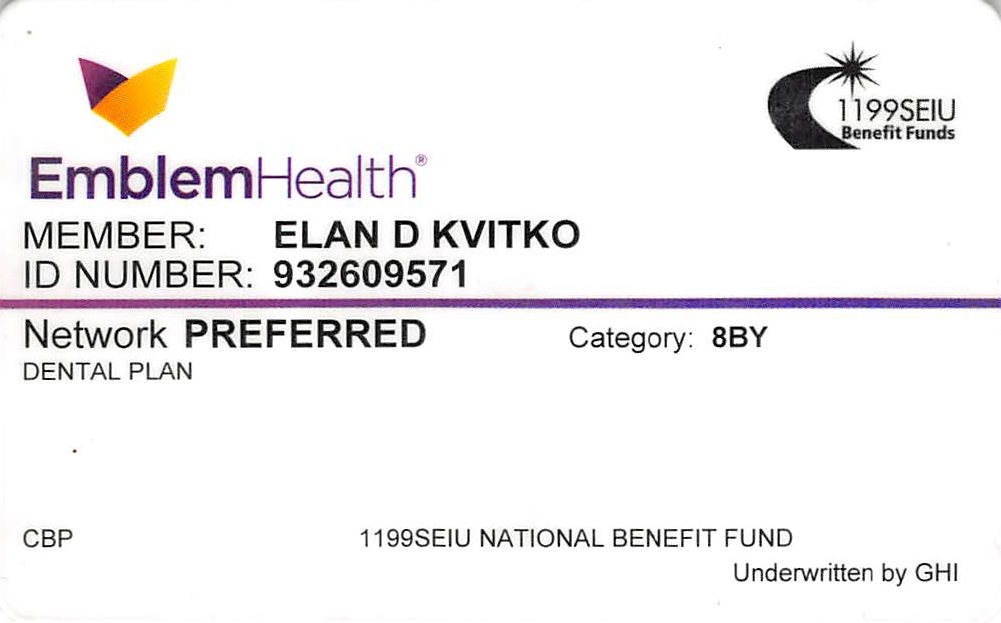 1199SEIU
Benefit Funds
EmblemHealth®
MEMBER: ELAN D KVITKO
ID NUMBER: 932609571
Network PREFERRED Category: 8BY
DENTAL PLAN
CBP 1199SEIU NATIONAL BENEFIT FUND
Underwritten by GHI